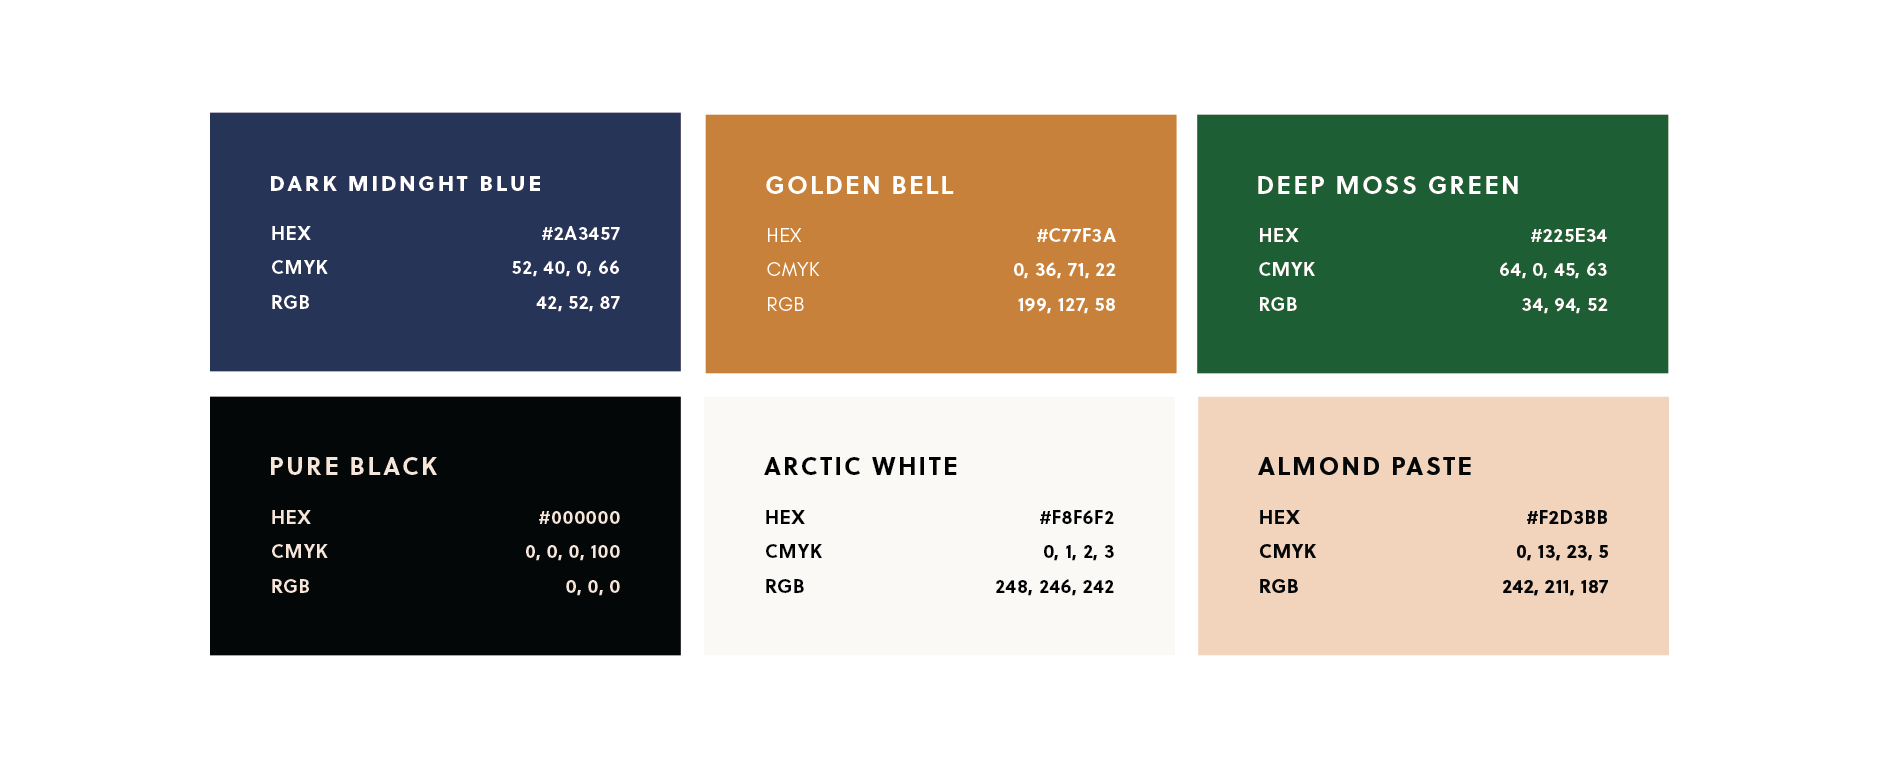 DARK MIDNGHT BLUE
HEX #2A3457
CMYK 52, 40, 0, 66
RGB 42, 52, 87
GOLDEN BELL
HEX #C77F3A
CMYK 0, 36, 71, 22
RGB 199, 127, 58
DEEP MOSS GREEN
HEX #225E34
CMYK 64, 0, 45, 63
RGB 34, 94, 52
PURE BLACK
HEX #000000
CMYK 0, 0, 0, 100
RGB 0, 0, 0
ARCTIC WHITE
HEX #F8F6F2
CMYK 0, 1, 2, 3
RGB 248, 246, 242
ALMOND PASTE
HEX #F2D3BB
CMYK 0, 13, 23, 5
RGB 242, 211, 187